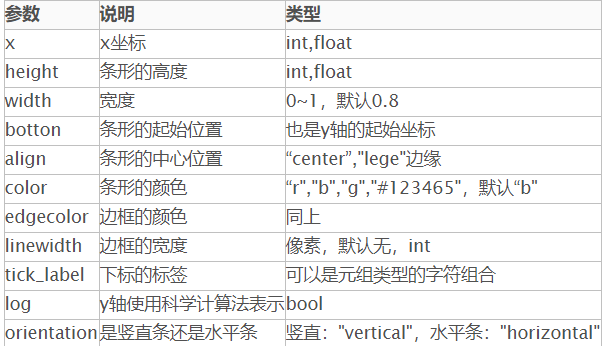 参数 说明 类型
x x坐标 int,float
height 条形的高度 int,float
width 宽度 0~1，默认0.8
botton 条形的起始位置 也是y轴的起始坐标
align 条形的中心位置 “center”,"lege"边缘
color 条形的颜色 “r","b","g","#123465"，默认“b"
edgecolor 边框的颜色 同上
linewidth 边框的宽度 像素，默认无，int
tick_label 下标的标签 可以是元组类型的字符组合
log y轴使用科学计算法表示 bool
orientation 是竖直条还是水平条 竖直："vertical"，水平条："horizontal"